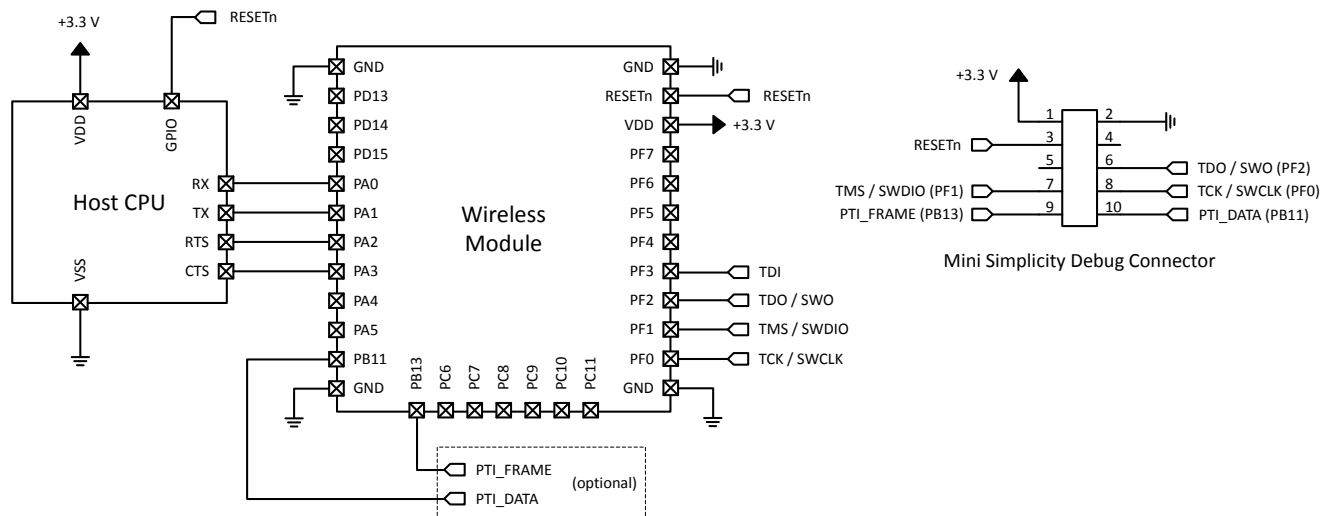 +3.3 V
RESETn
VDD
GPIO
Host CPU
RX
TX
RTS
CTS
VSS
GND
PD13
PD14
PD15
PA0
PA1
PA2
PA3
PA4
PA5
PB11
GND
Wireless
Module
PB13
PC6
PC7
PC8
PC9
PC10
PC11
GND
RESETn
VDD
PF7
PF6
PF5
PF4
PF3
PF2
PF1
PF0
GND
RESETn
+3.3 V
TDI
TDO / SWO
TMS / SWDIO
TCK / SWCLK
PTI_FRAME
(optional)
PTI_DATA
+3.3 V
1 2
RESETn 3 4
5 6 TDO / SWO (PF2)
TMS / SWDIO (PF1) 7 8 TCK / SWCLK (PF0)
PTI_FRAME (PB13) 9 10 PTI_DATA (PB11)
Mini Simplicity Debug Connector